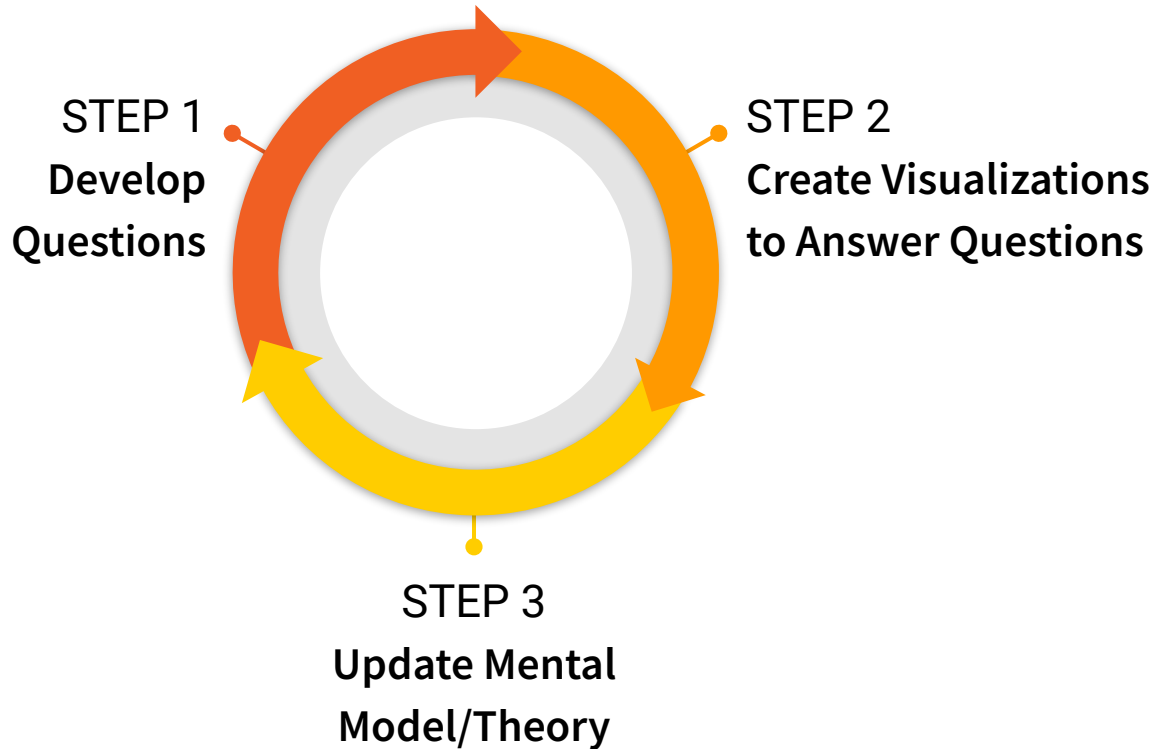 STEP 1
Develop
Questions
STEP 2
Create Visualizations
to Answer Questions
STEP 3
Update Mental
Model/Theory